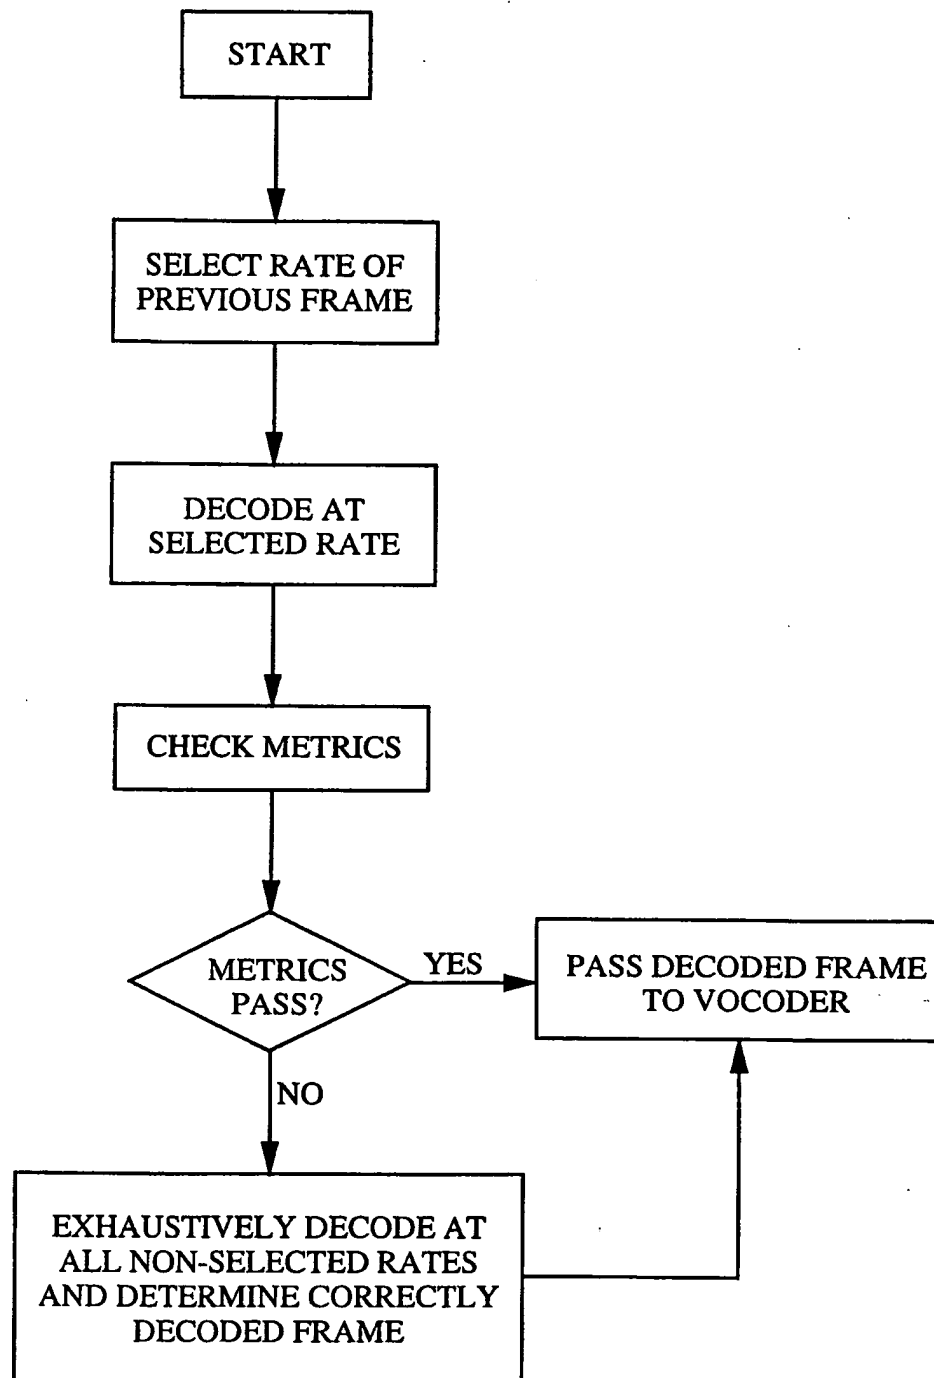 START
SELECT RATE OF
PREVIOUS FRAME
DECODE AT
SELECTED RATE
CHECK METRICS
METRICS
PASS?
YES
PASS DECODED FRAME
TO VOCODER
NO
EXHAUSTIVELY DECODE AT
ALL NON-SELECTED RATES
AND DETERMINE CORRECTLY
DECODED FRAME